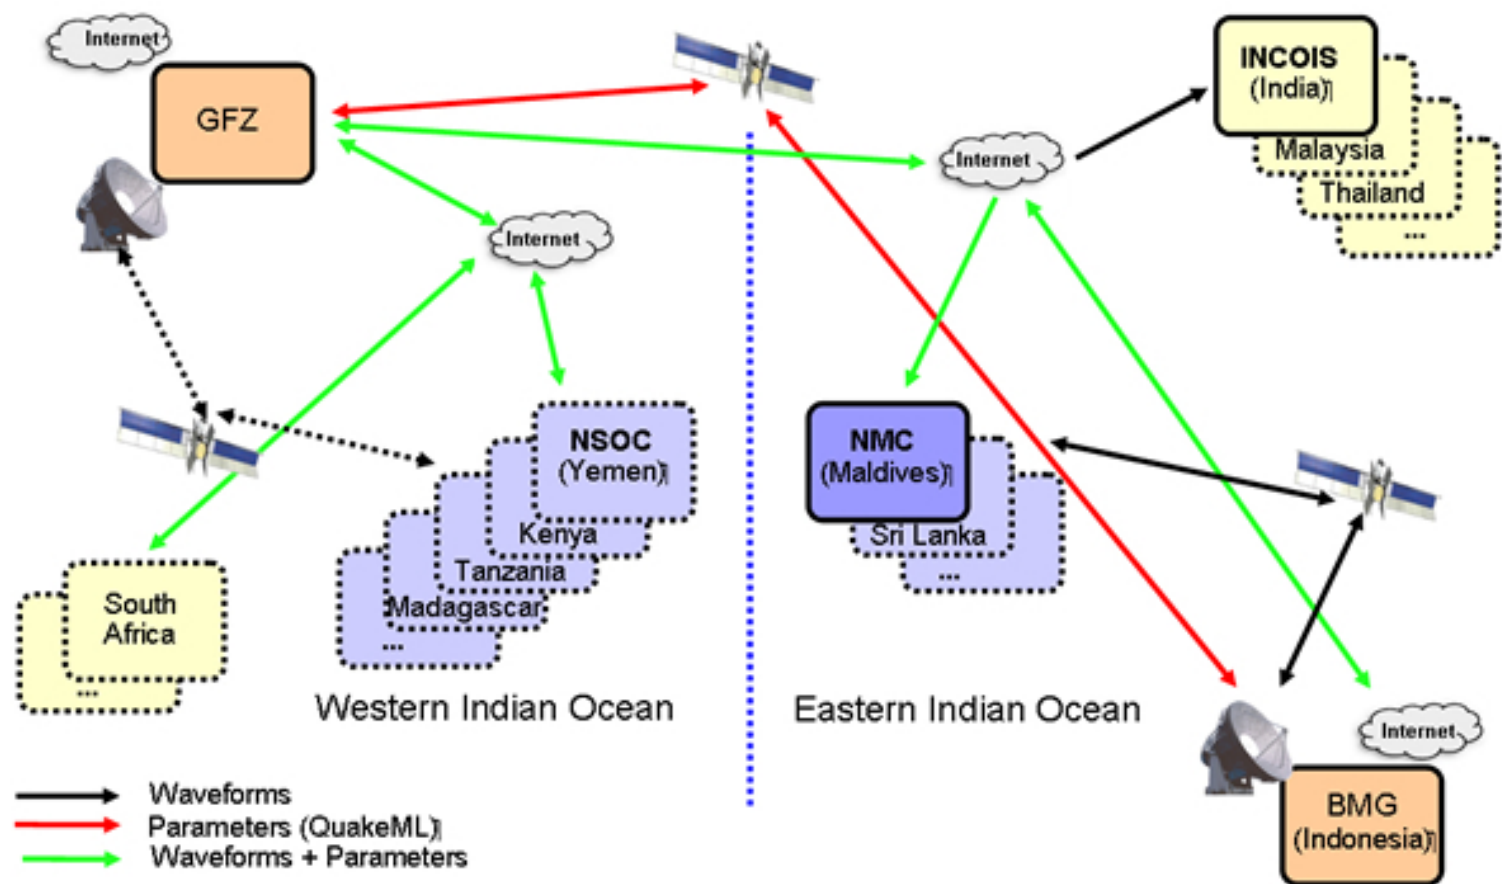 Internet
GFZ
Internet
Internet
INCOIS
(India)
Malaysia
Thailand
...
NSOC
(Yemen)
Kenya
Tanzania
Madagascar
...
NMC
(Maldives)
Sri Lanka
...
South
Africa
...
Western Indian Ocean
Eastern Indian Ocean
Internet
BMG
(Indonesia)
Waveforms
Parameters (QuakeML)
Waveforms + Parameters